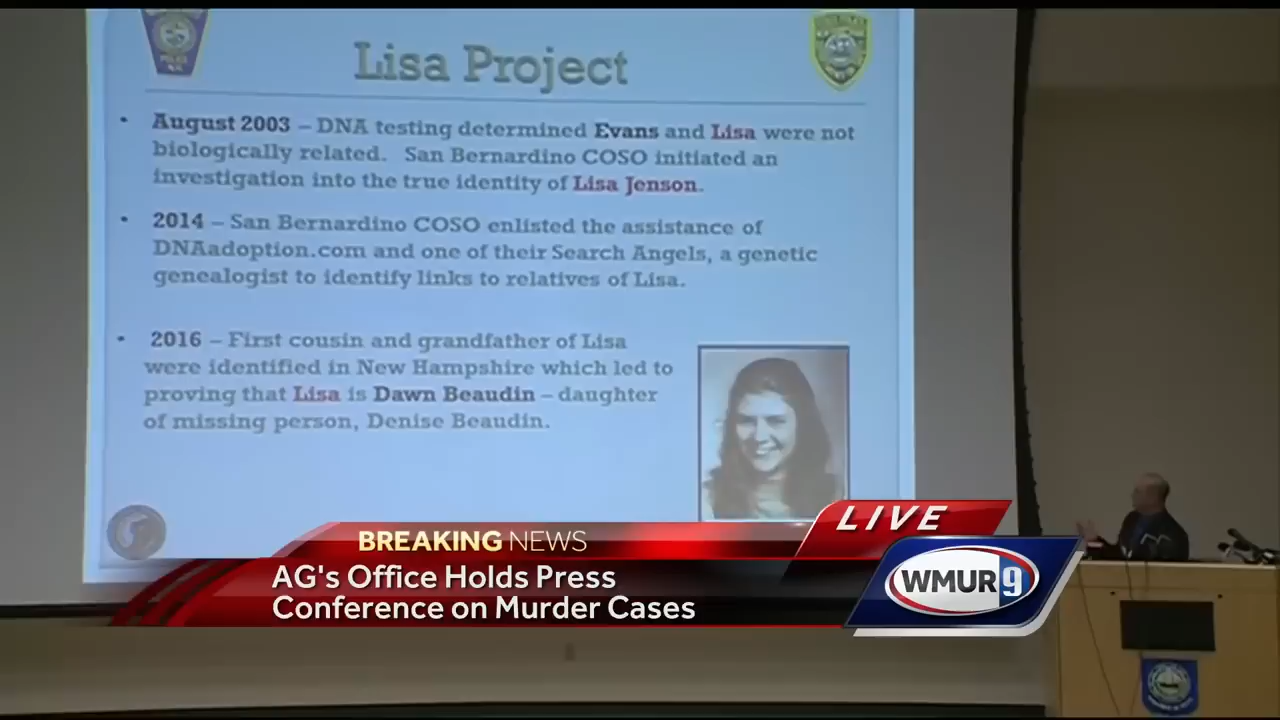 Lisa Project
• August 2003 – DNA testing determined Evans and Lisa were not
biologically related. San Bernardino COSO initiated an
investigation into the true identity of Lisa Jenson.
• 2014 – San Bernardino COSO enlisted the assistance of
DNAadoption.com and one of their Search Angels, a genetic
genealogist to identify links to relatives of Lisa.
• 2016 – First cousin and grandfather of Lisa
were identified in New Hampshire which led to
proving that Lisa is Dawn Beaudin – daughter
of missing person, Denise Beaudin.
LIVE
BREAKING NEWS
AG's Office Holds Press
Conference on Murder Cases
WMUR 9